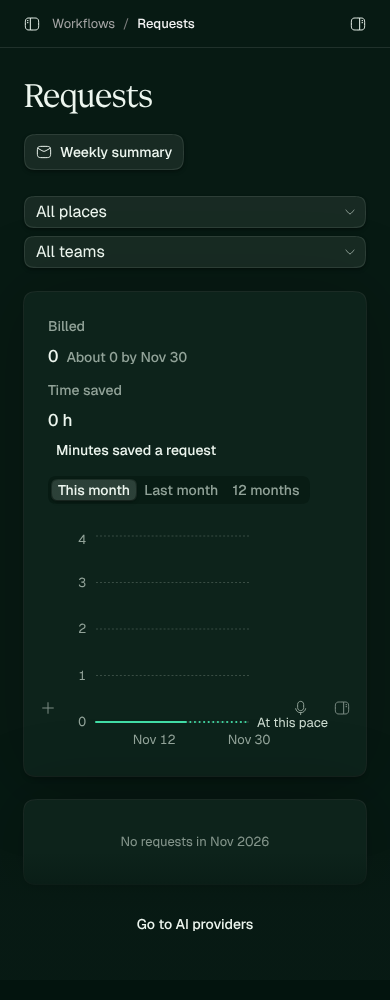 Workflows / Requests
Requests
Weekly summary
All places
All teams
Billed
0 About 0 by Nov 30
Time saved
0 h
Minutes saved a request
This month Last month 12 months
4
3
2
1
0 At this pace
Nov 12 Nov 30
No requests in Nov 2026
Go to AI providers